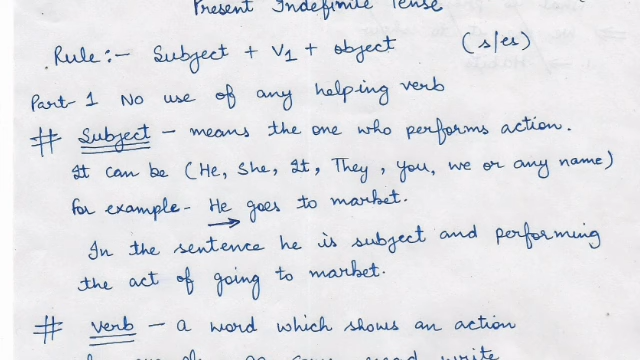 Present Indefinite Tense
Rule:- Subject + V1 + object (s/es)
Part-1 No use of any helping verb
# Subject - means the one who performs action.
It can be (He, She, It, They, you, we or any name)
for example- He goes to market.
In the sentence he is subject and performing
the act of going to market.
# verb - a word which shows an action
read, write